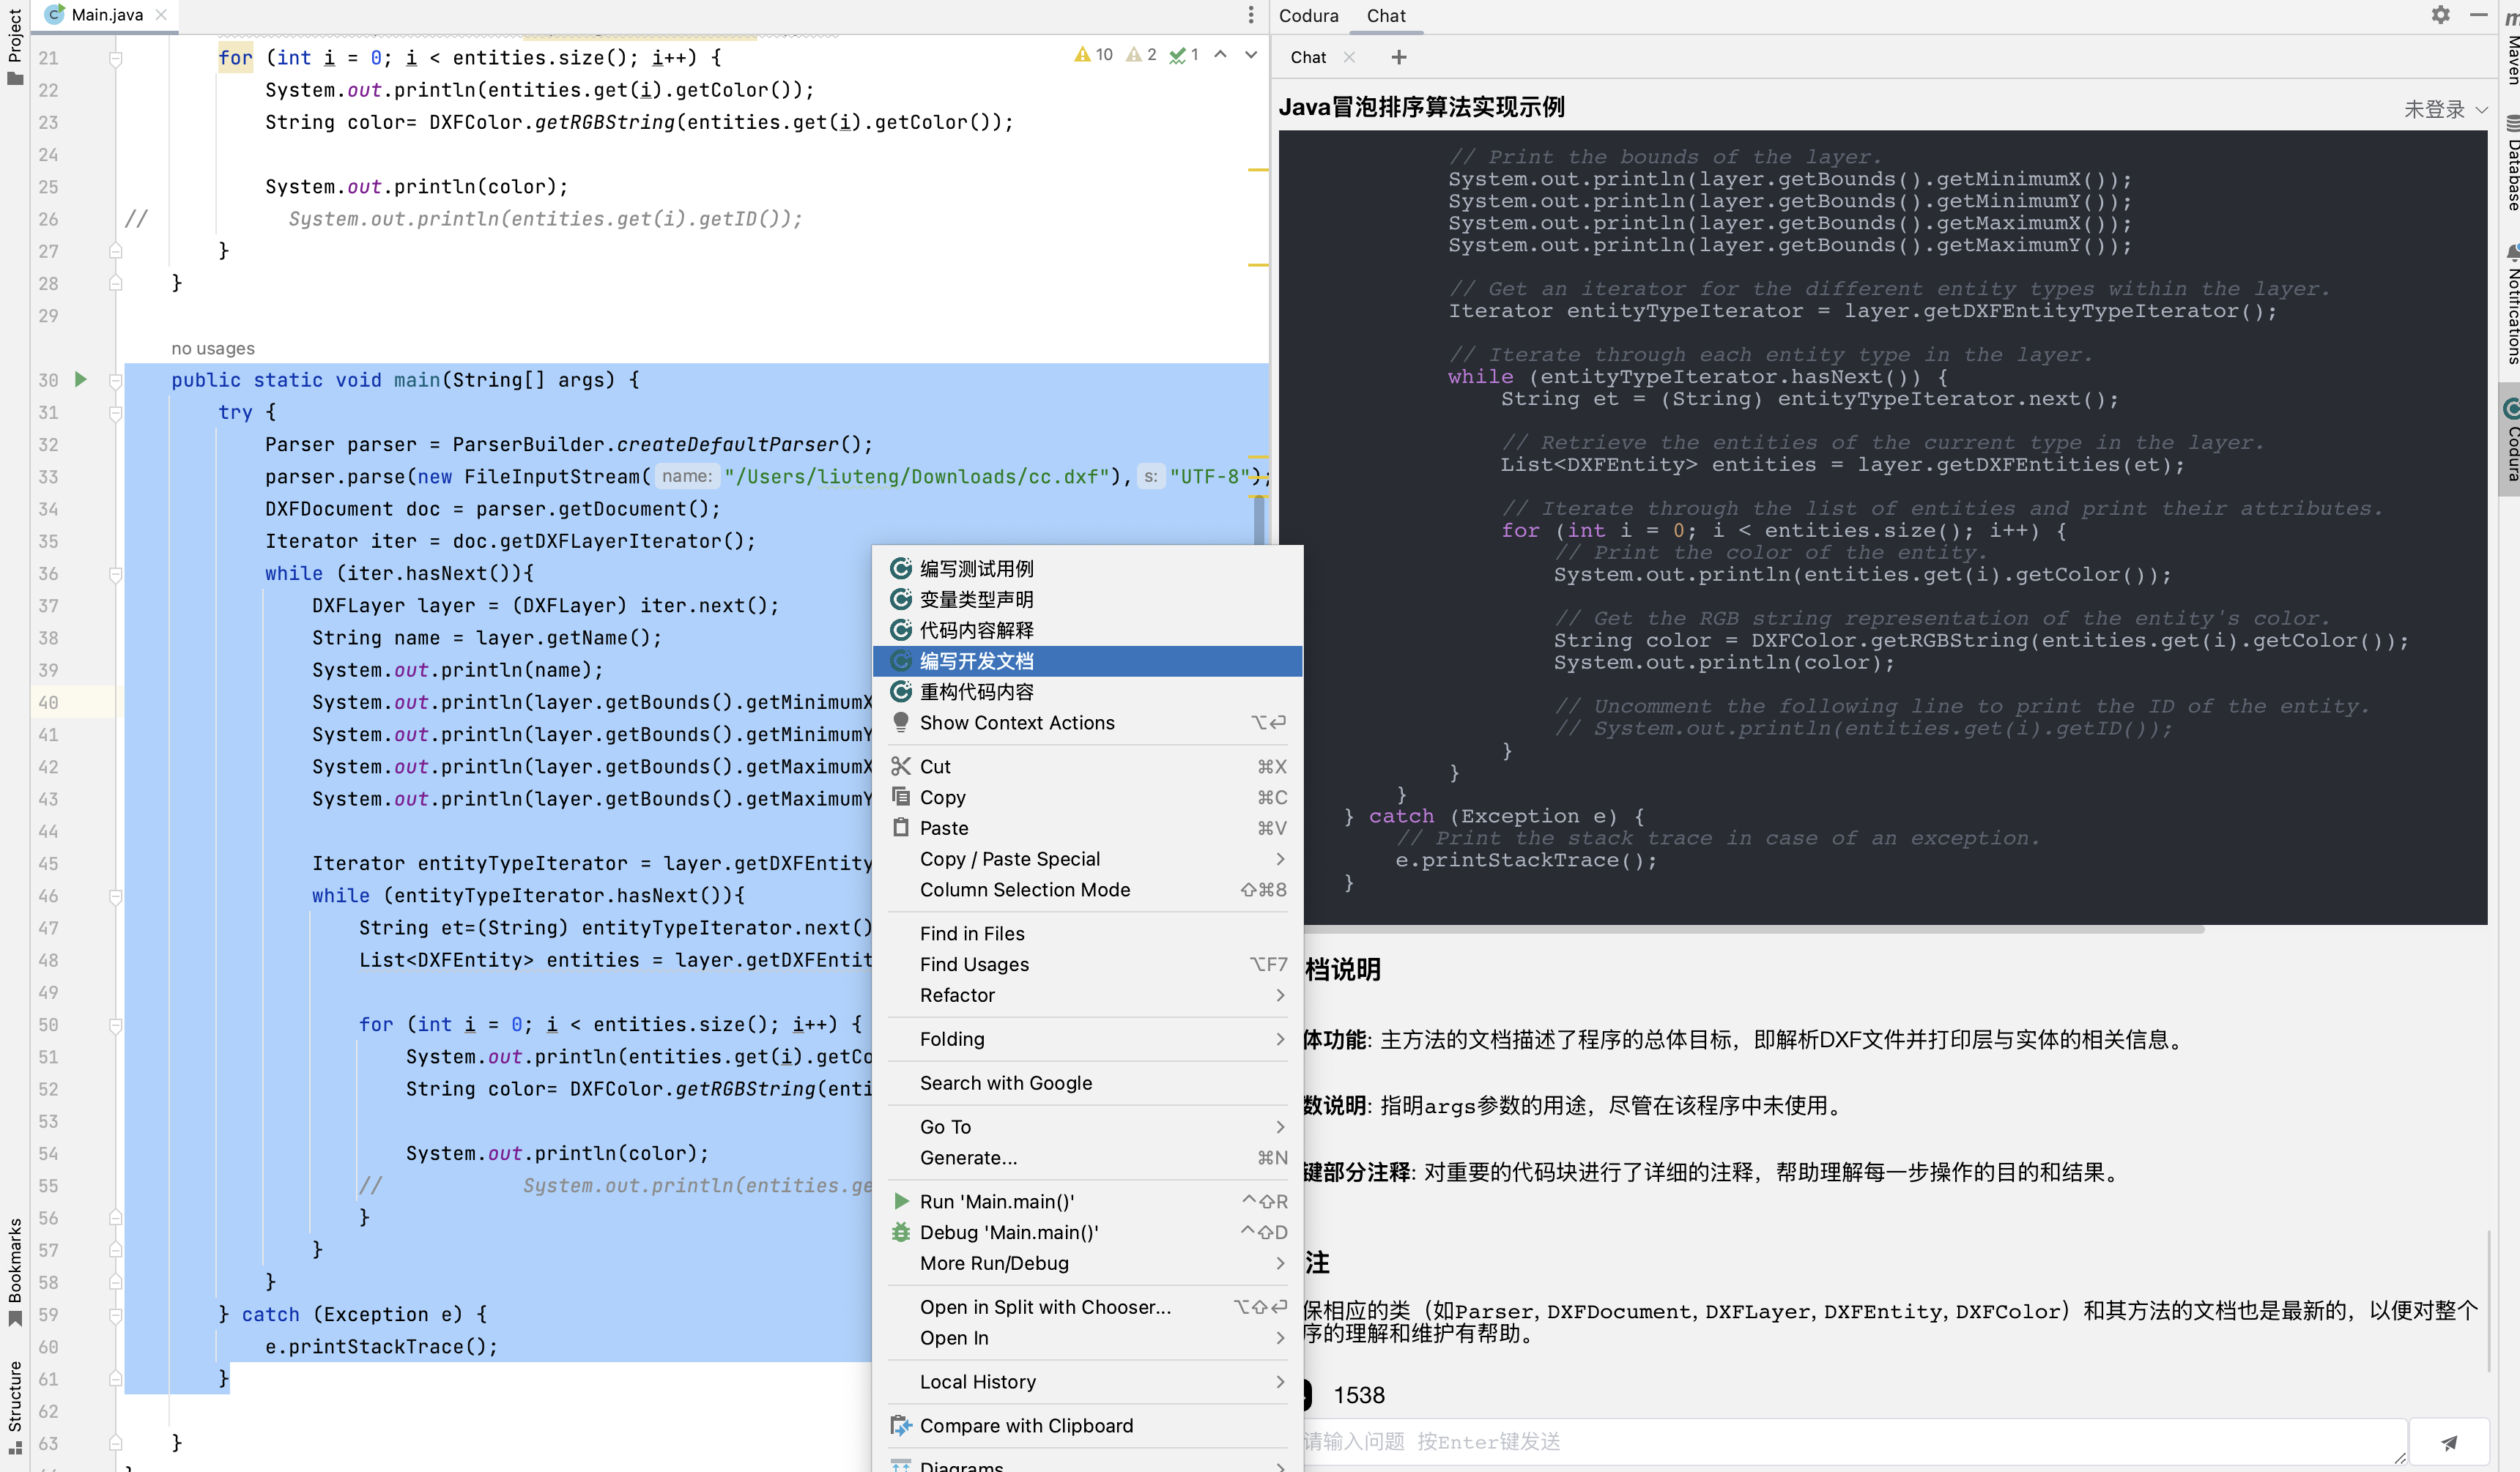 Project
Main.java
21 for (int i = 0; i < entities.size(); i++) {
10 2 1
22 System.out.println(entities.get(i).getColor());
23 String color= DXFColor.getRGBString(entities.get(i).getColor());
24
25 System.out.println(color);
26 // System.out.println(entities.get(i).getID());
27 }
28 }
29
no usages
30 public static void main(String[] args) {
31 try {
32 Parser parser = ParserBuilder.createDefaultParser();
33 parser.parse(new FileInputStream( name: "/Users/liuteng/Downloads/cc.dxf"), s: "UTF-8");
34 DXFDocument doc = parser.getDocument();
35 Iterator iter = doc.getDXFLayerIterator();
36 while (iter.hasNext()){
37 DXFLayer layer = (DXFLayer) iter.next();
38 String name = layer.getName();
39 System.out.println(name);
40 System.out.println(layer.getBounds().getMinimumX
41 System.out.println(layer.getBounds().getMinimumY
42 System.out.println(layer.getBounds().getMaximumX
43 System.out.println(layer.getBounds().getMaximumY
44
45 Iterator entityTypeIterator = layer.getDXFEntity
46 while (entityTypeIterator.hasNext()){
47 String et=(String) entityTypeIterator.next()
48 List<DXFEntity> entities = layer.getDXFEntit
49
50 for (int i = 0; i < entities.size(); i++) {
51 System.out.println(entities.get(i).getCo
52 String color= DXFColor.getRGBString(enti
53
54 System.out.println(color);
55 // System.out.println(entities.ge
56 }
57 }
58 }
59 } catch (Exception e) {
60 e.printStackTrace();
61 }
62
63 }
Bookmarks
Structure
编写测试用例
变量类型声明
代码内容解释
编写开发文档
重构代码内容
Show Context Actions ⌥↩
Cut ⌘X
Copy ⌘C
Paste ⌘V
Copy / Paste Special
Column Selection Mode ⇧⌘8
Find in Files
Find Usages ⌥F7
Refactor
Folding
Search with Google
Go To
Generate... ⌘N
Run 'Main.main()' ^⇧R
Debug 'Main.main()' ^⇧D
More Run/Debug
Open in Split with Chooser... ⌥⇧↩
Open In
Local History
Compare with Clipboard
Diagrams
Codura Chat
Chat
Java冒泡排序算法实现示例
未登录
// Print the bounds of the layer.
System.out.println(layer.getBounds().getMinimumX());
System.out.println(layer.getBounds().getMinimumY());
System.out.println(layer.getBounds().getMaximumX());
System.out.println(layer.getBounds().getMaximumY());
// Get an iterator for the different entity types within the layer.
Iterator entityTypeIterator = layer.getDXFEntityTypeIterator();
// Iterate through each entity type in the layer.
while (entityTypeIterator.hasNext()) {
String et = (String) entityTypeIterator.next();
// Retrieve the entities of the current type in the layer.
List<DXFEntity> entities = layer.getDXFEntities(et);
// Iterate through the list of entities and print their attributes.
for (int i = 0; i < entities.size(); i++) {
// Print the color of the entity.
System.out.println(entities.get(i).getColor());
// Get the RGB string representation of the entity's color.
String color = DXFColor.getRGBString(entities.get(i).getColor());
System.out.println(color);
// Uncomment the following line to print the ID of the entity.
// System.out.println(entities.get(i).getID());
}
}
}
} catch (Exception e) {
// Print the stack trace in case of an exception.
e.printStackTrace();
}
档说明
体功能: 主方法的文档描述了程序的总体目标，即解析DXF文件并打印层与实体的相关信息。
数说明: 指明args参数的用途，尽管在该程序中未使用。
键部分注释: 对重要的代码块进行了详细的注释，帮助理解每一步操作的目的和结果。
注
保相应的类（如Parser, DXFDocument, DXFLayer, DXFEntity, DXFColor）和其方法的文档也是最新的，以便对整个
序的理解和维护有帮助。
1538
请输入问题 按Enter键发送
Maven
Database
Notifications
Codura